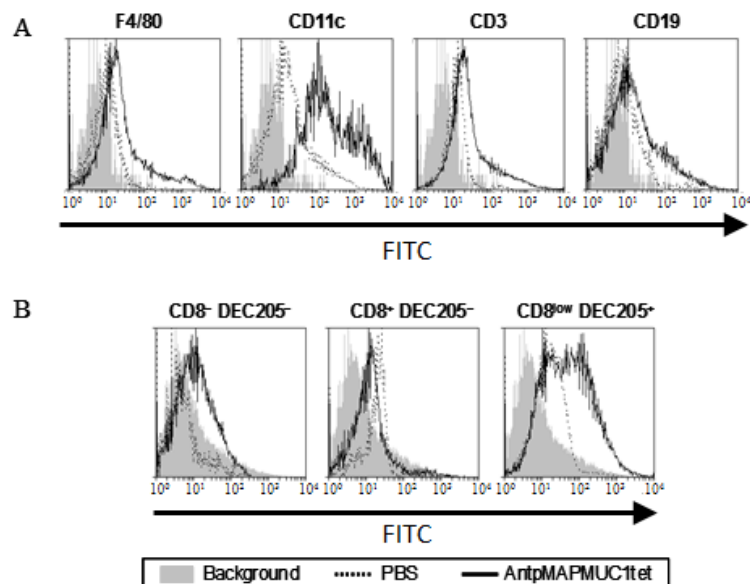 A
F4/80 CD11c CD3 CD19
10⁰ 10¹ 10² 10³ 10⁴ 10⁰ 10¹ 10² 10³ 10⁴ 10⁰ 10¹ 10² 10³ 10⁴ 10⁰ 10¹ 10² 10³ 10⁴
FITC
B
CD8⁻ DEC205⁻ CD8⁺ DEC205⁻ CD8ˡᵒʷ DEC205⁺
10⁰ 10¹ 10² 10³ 10⁴ 10⁰ 10¹ 10² 10³ 10⁴ 10⁰ 10¹ 10² 10³ 10⁴
FITC
Background PBS AntpMAPMUC1tet